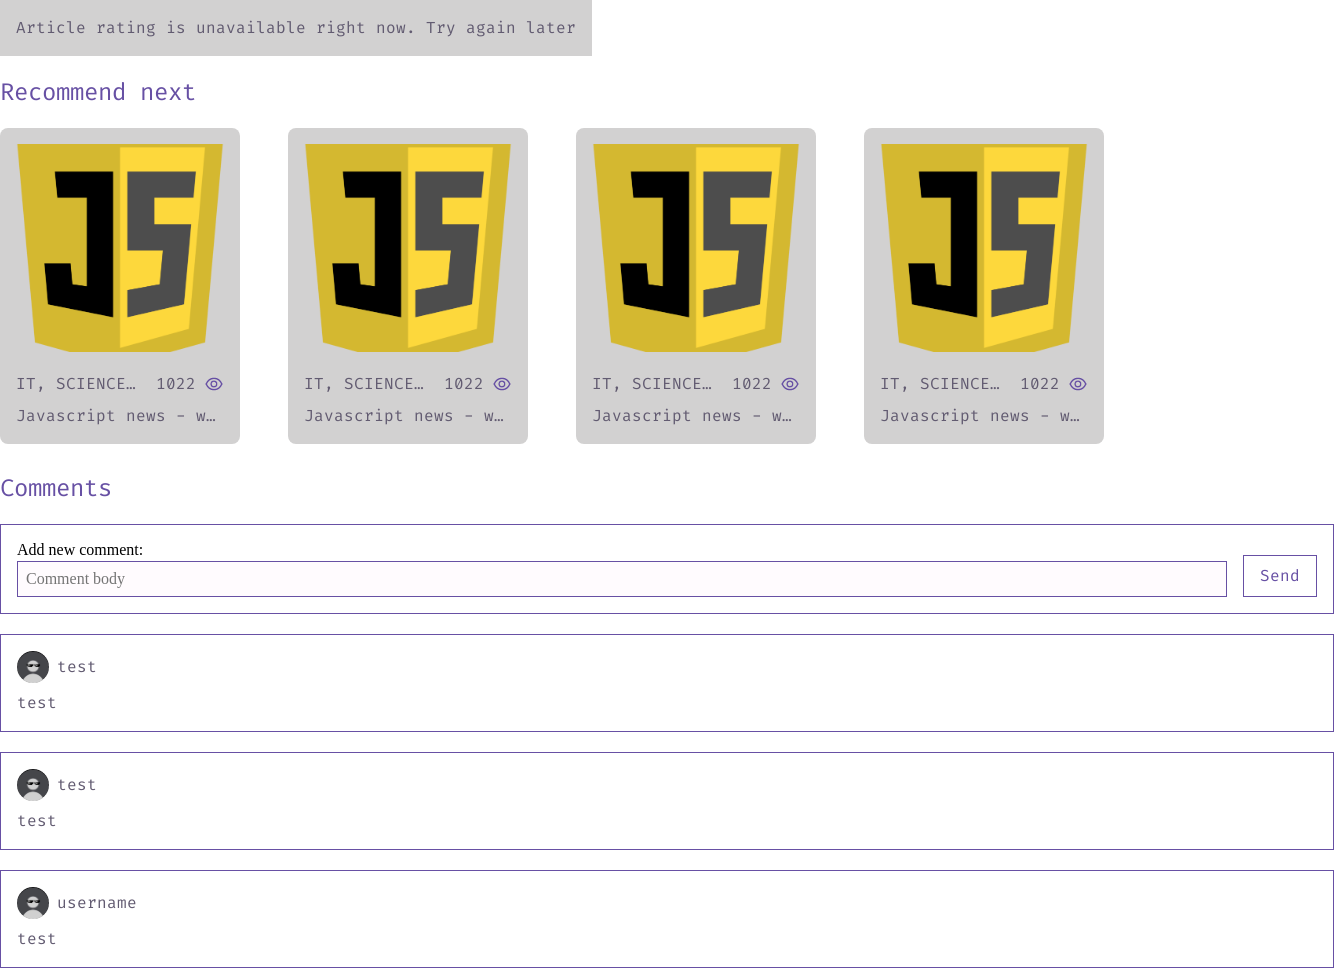 Article rating is unavailable right now. Try again later
Recommend next
JS JS JS JS
IT, SCIENCE… 1022 IT, SCIENCE… 1022 IT, SCIENCE… 1022 IT, SCIENCE… 1022
Javascript news - w… Javascript news - w… Javascript news - w… Javascript news - w…
Comments
Add new comment:
Comment body
Send
test
test
test
test
username
test